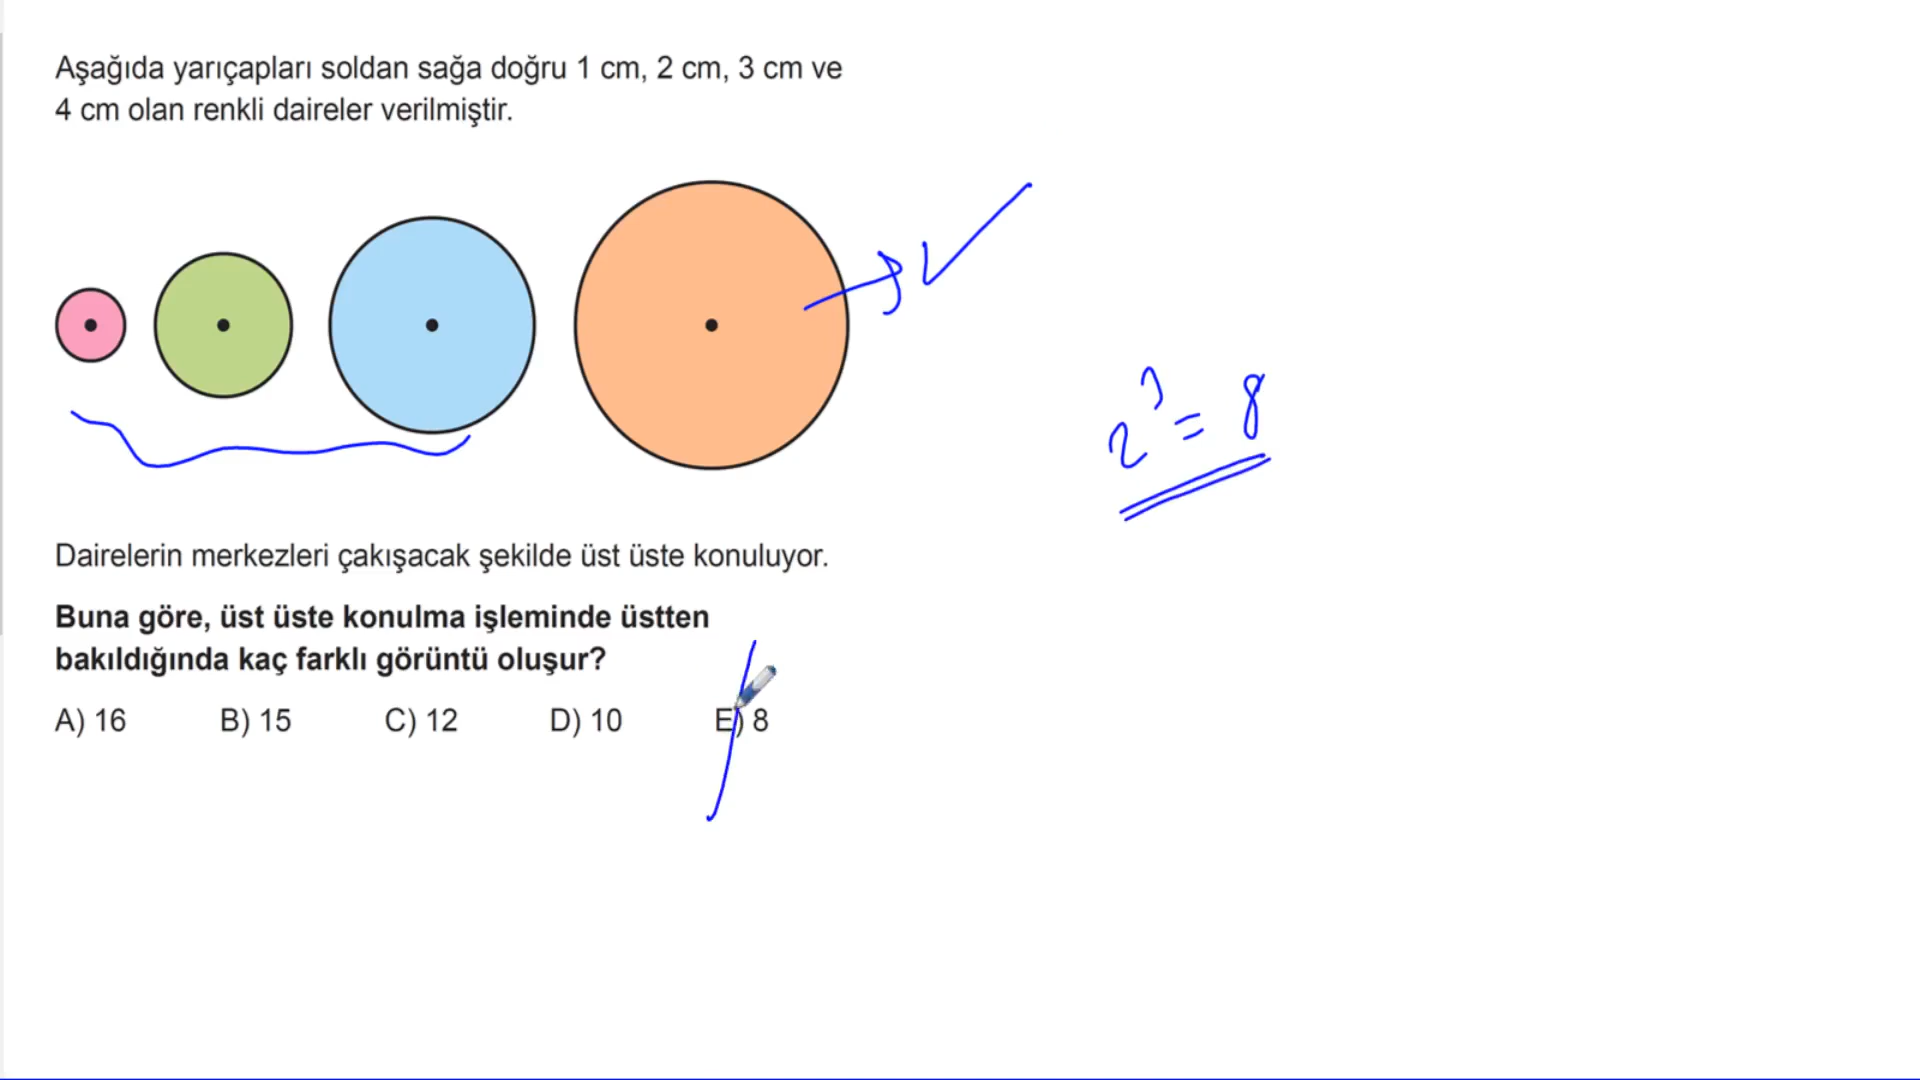 Aşağıda yarıçapları soldan sağa doğru 1 cm, 2 cm, 3 cm ve
4 cm olan renkli daireler verilmiştir.
2³ = 8
Dairelerin merkezleri çakışacak şekilde üst üste konuluyor.
Buna göre, üst üste konulma işleminde üstten
bakıldığında kaç farklı görüntü oluşur?
A) 16 B) 15 C) 12 D) 10 E) 8